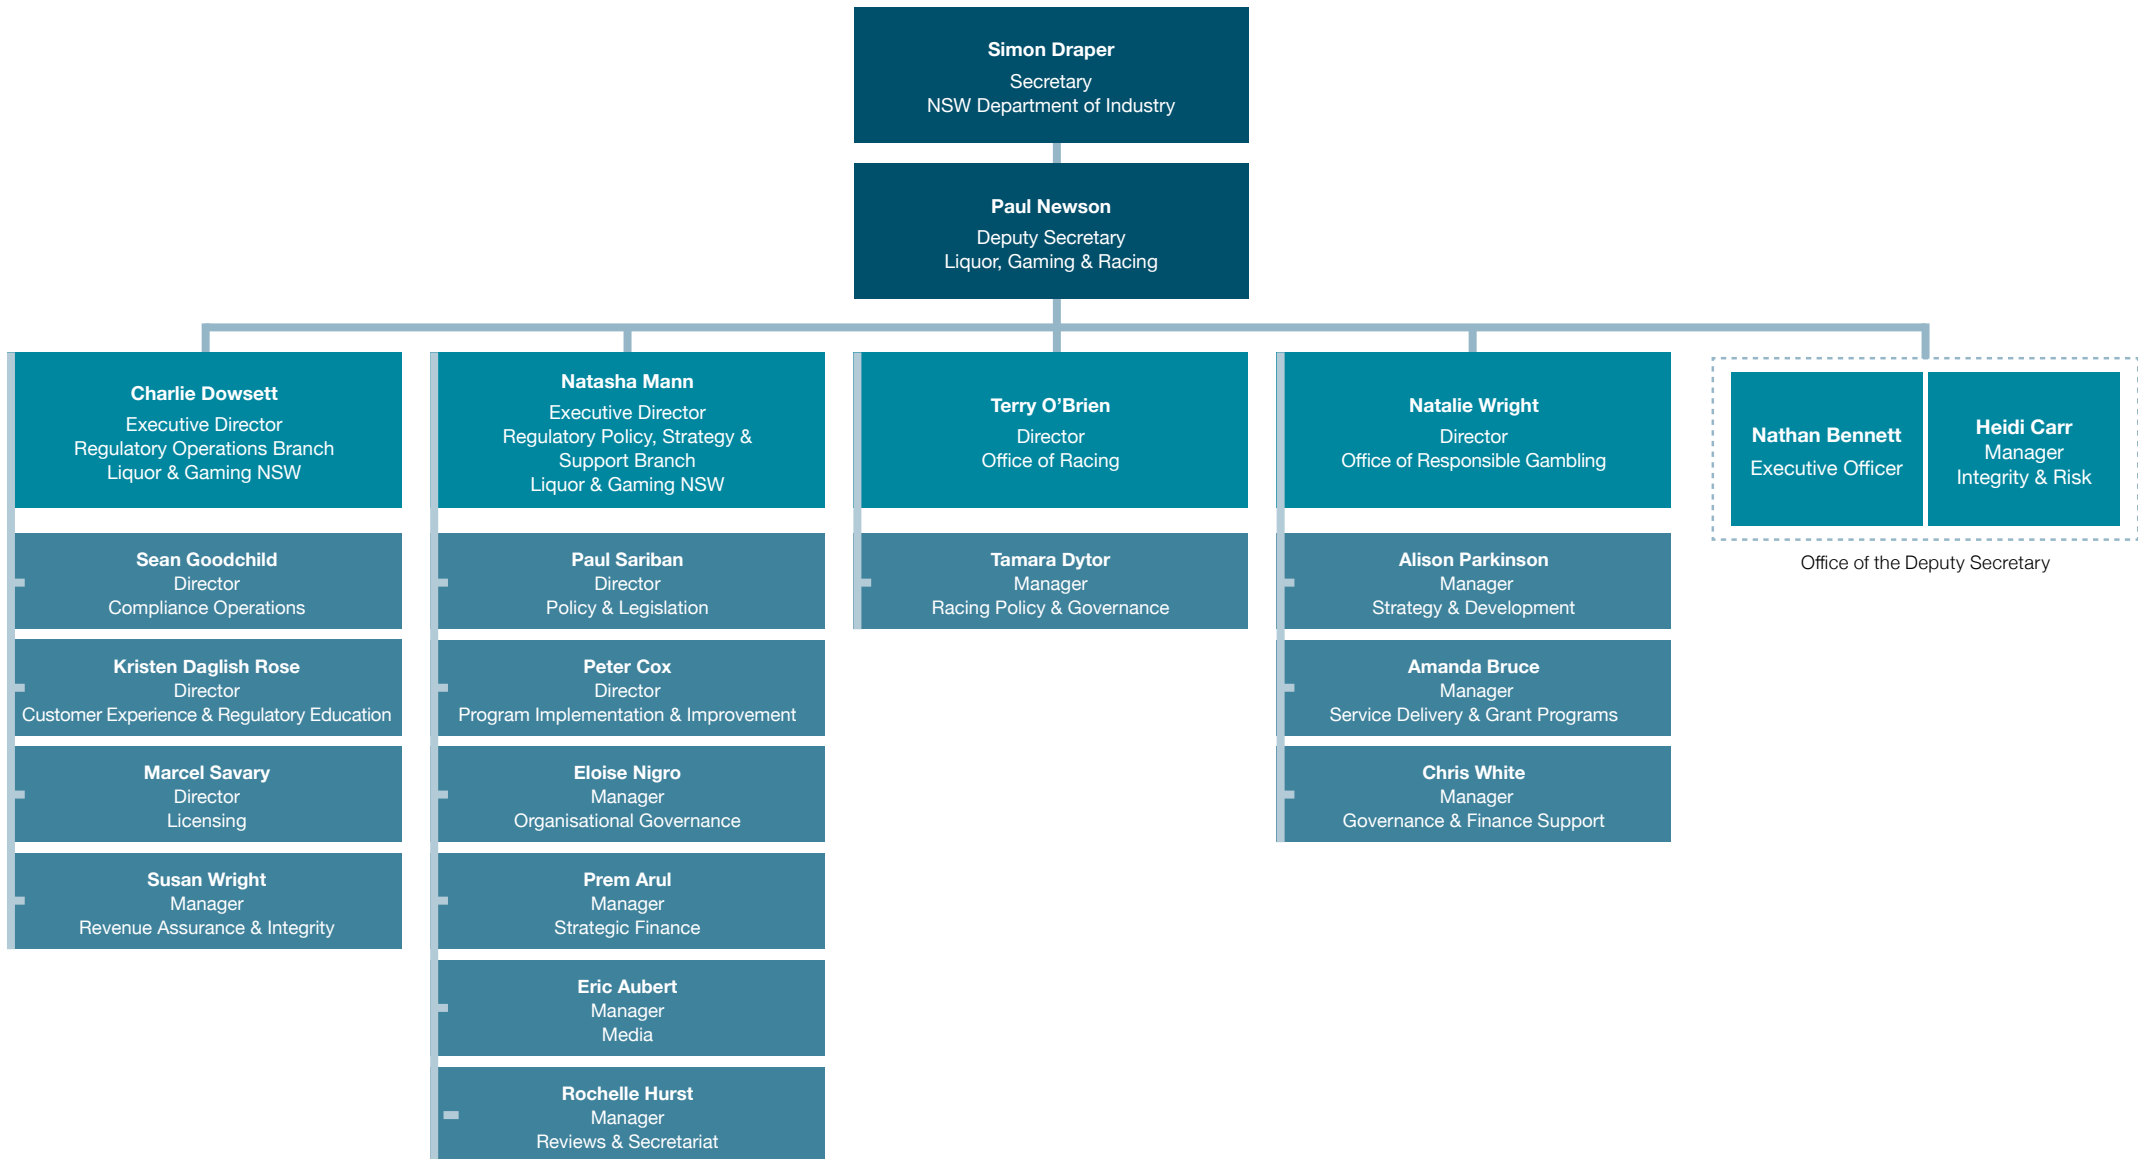 Simon Draper
Secretary
NSW Department of Industry
Paul Newson
Deputy Secretary
Liquor, Gaming & Racing
Charlie Dowsett
Executive Director
Regulatory Operations Branch
Liquor & Gaming NSW
Sean Goodchild
Director
Compliance Operations
Kristen Daglish Rose
Director
Customer Experience & Regulatory Education
Marcel Savary
Director
Licensing
Susan Wright
Manager
Revenue Assurance & Integrity
Natasha Mann
Executive Director
Regulatory Policy, Strategy &
Support Branch
Liquor & Gaming NSW
Paul Sariban
Director
Policy & Legislation
Peter Cox
Director
Program Implementation & Improvement
Eloise Nigro
Manager
Organisational Governance
Prem Arul
Manager
Strategic Finance
Eric Aubert
Manager
Media
Rochelle Hurst
Manager
Reviews & Secretariat
Terry O’Brien
Director
Office of Racing
Tamara Dytor
Manager
Racing Policy & Governance
Natalie Wright
Director
Office of Responsible Gambling
Alison Parkinson
Manager
Strategy & Development
Amanda Bruce
Manager
Service Delivery & Grant Programs
Chris White
Manager
Governance & Finance Support
Nathan Bennett
Executive Officer
Heidi Carr
Manager
Integrity & Risk
Office of the Deputy Secretary